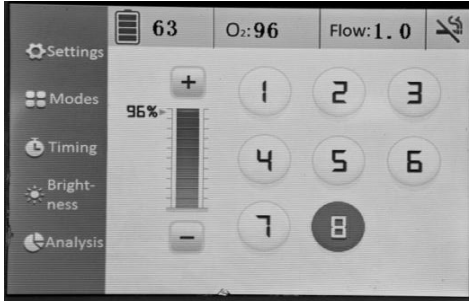 63 O₂:96 Flow:1.0
Settings
Modes
Timing
Bright-
ness
Analysis
+
96%
−
1 2 3
4 5 6
7 8